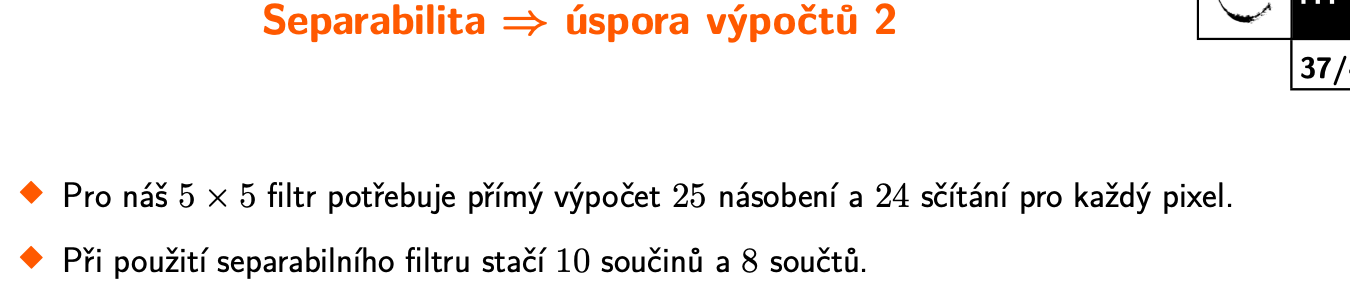 Separabilita ⇒ úspora výpočtů 2
37/
Pro náš 5 × 5 filtr potřebuje přímý výpočet 25 násobení a 24 sčítání pro každý pixel.
Při použití separabilního filtru stačí 10 součinů a 8 součtů.